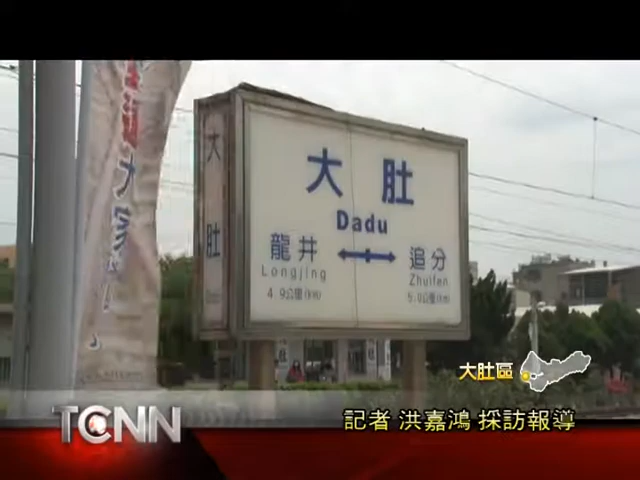 大肚
Dadu
龍井
Longjing
4.9公里(km)
追分
Zhuifen
5.0公里(km)
大肚
大肚區
TCNN
記者 洪嘉鴻 採訪報導